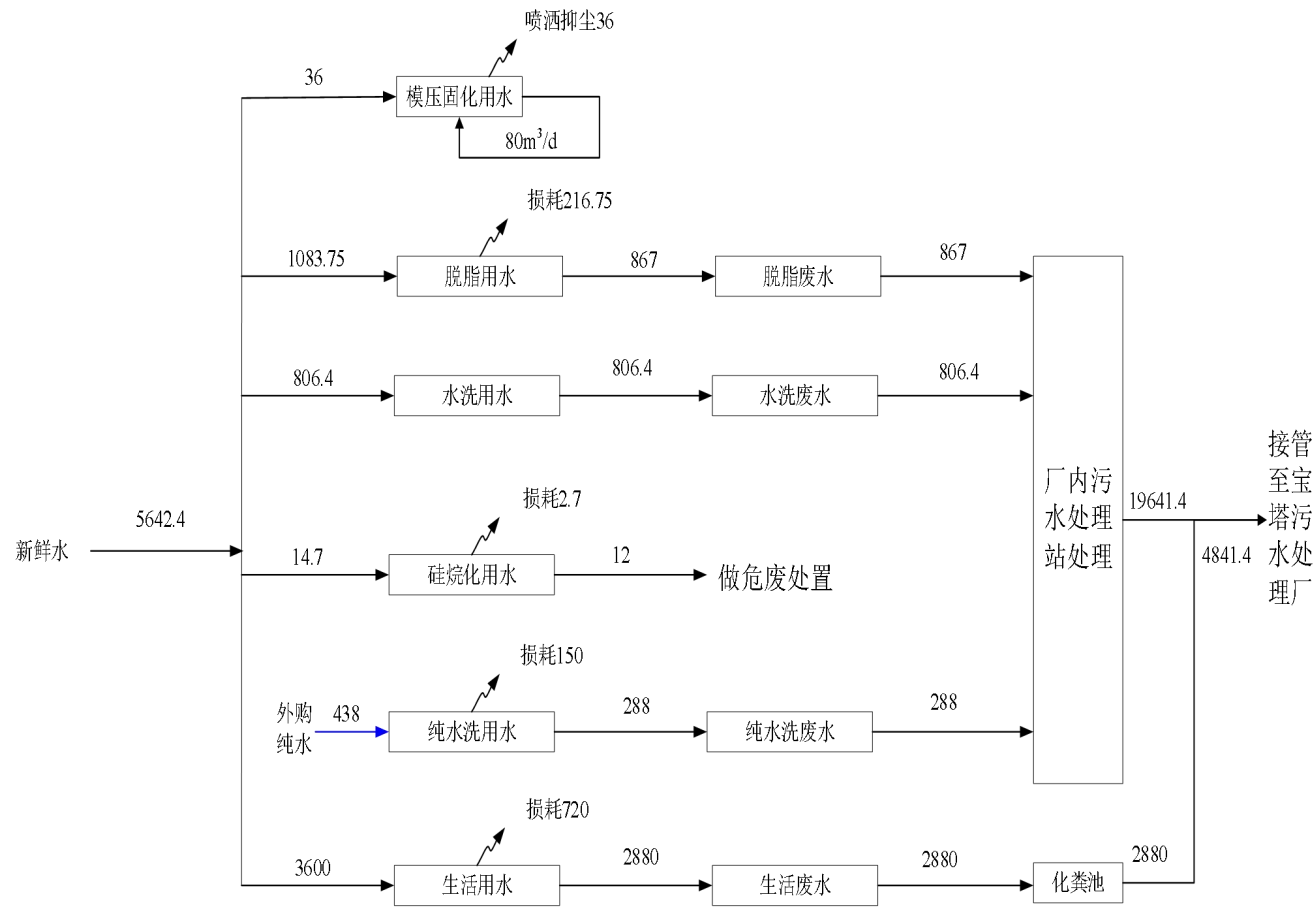 喷洒抑尘36
36
模压固化用水
80m³/d
损耗216.75
1083.75
脱脂用水
867
脱脂废水
867
806.4
水洗用水
806.4
水洗废水
806.4
新鲜水
5642.4
损耗2.7
14.7
硅烷化用水
12
做危废处置
外购
纯水
438
损耗150
纯水洗用水
288
纯水洗废水
288
厂内污
水处理
站处理
19641.4
4841.4
接管
至宝
塔污
水处
理厂
损耗720
3600
生活用水
2880
生活废水
2880
化粪池
2880